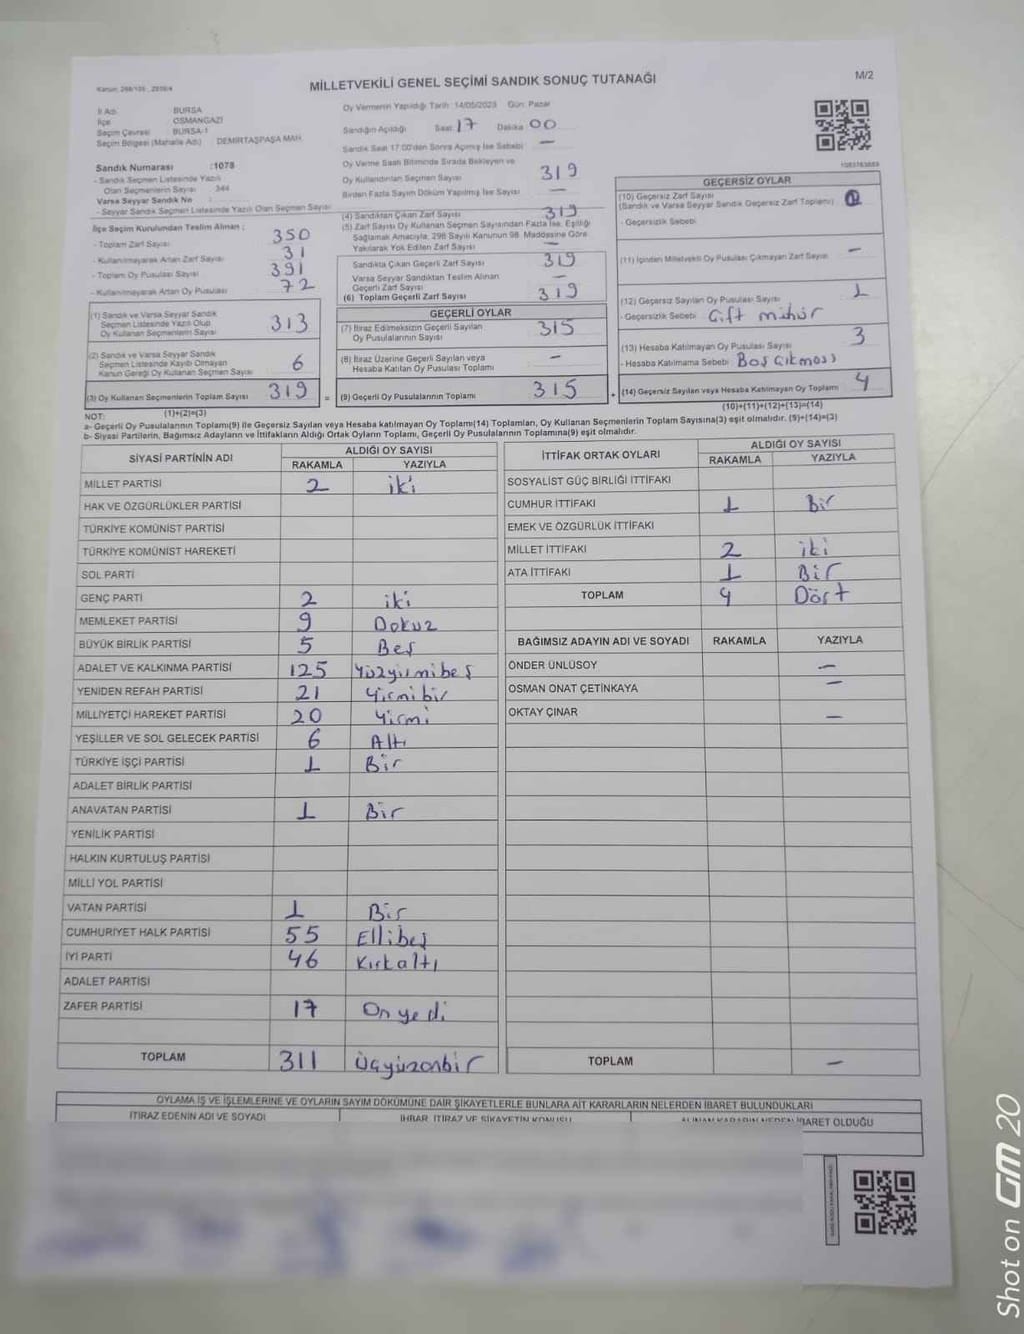 MİLLETVEKİLİ GENEL SEÇİMİ SANDIK SONUÇ TUTANAĞI
M/2
İl Adı BURSA
İlçe OSMANGAZİ
Seçim Çevresi BURSA-1
Seçim Bölgesi (Mahalle Adı) DEMİRTAŞPAŞA MAH.
Sandık Numarası :1078
- Sandık Seçmen Listesinde Yazılı
Olan Seçmenlerin Sayısı 344
Varsa Seyyar Sandık No
- Seyyar Sandık Seçmen Listesinde Yazılı Olan Seçmen Sayısı
İlçe Seçim Kurulundan Teslim Alınan :
- Toplam Zarf Sayısı 350
- Kullanılmayarak Artan Zarf Sayısı 31
- Toplam Oy Pusulası Sayısı 391
- Kullanılmayarak Artan Oy Pusulası 72
(1) Sandık ve Varsa Seyyar Sandık
Seçmen Listesinde Yazılı Olup
Oy Kullanan Seçmenlerin Sayısı 313
(2) Sandık ve Varsa Seyyar Sandık
Seçmen Listesinde Kaydı Olmayan
Kanun Gereği Oy Kullanan Seçmen Sayısı 6
(3) Oy Kullanan Seçmenlerin Toplam Sayısı 319 =
(1)+(2)=(3)
Oy Vermenin Yapıldığı Tarih: 14/05/2023 Gün: Pazar
Sandığın Açıldığı Saat 17 Dakika 00
Sandık Saat 17:00'den Sonra Açılmış İse Sebebi —
Oy Verme Saati Bitiminde Sırada Bekleyen ve
Oy Kullandırılan Seçmen Sayısı 319
Birden Fazla Sayım Döküm Yapılmış İse Sayısı —
(4) Sandıktan Çıkan Zarf Sayısı 319
(5) Zarf Sayısı Oy Kullanan Seçmen Sayısından Fazla İse, Eşitliği
Sağlamak Amacıyla, 298 Sayılı Kanunun 98. Maddesine Göre
Yakılarak Yok Edilen Zarf Sayısı —
Sandıkta Çıkan Geçerli Zarf Sayısı 319
Varsa Seyyar Sandıktan Teslim Alınan
Geçerli Zarf Sayısı —
(6) Toplam Geçerli Zarf Sayısı 319
GEÇERLİ OYLAR
(7) İtiraz Edilmeksizin Geçerli Sayılan
Oy Pusulalarının Sayısı 315
(8) İtiraz Üzerine Geçerli Sayılan veya
Hesaba Katılan Oy Pusulası Toplamı —
(9) Geçerli Oy Pusulalarının Toplamı 315 +
GEÇERSİZ OYLAR
(10) Geçersiz Zarf Sayısı
(Sandık ve Varsa Seyyar Sandık Geçersiz Zarf Toplamı)
- Geçersizlik Sebebi
(11) İçinden Milletvekili Oy Pusulası Çıkmayan Zarf Sayısı —
(12) Geçersiz Sayılan Oy Pusulası Sayısı 1
- Geçersizlik Sebebi Çift mühür
(13) Hesaba Katılmayan Oy Pusulası Sayısı 3
- Hesaba Katılmama Sebebi Boş çıkması
(14) Geçersiz Sayılan veya Hesaba Katılmayan Oy Toplamı 4
(10)+(11)+(12)+(13)=(14)
NOT:
a- Geçerli Oy Pusulalarının Toplamı(9) ile Geçersiz Sayılan veya Hesaba Katılmayan Oy Toplamı(14) Toplamları, Oy Kullanan Seçmenlerin Toplam Sayısına(3) eşit olmalıdır. (9)+(14)=(3)
b- Siyasi Partilerin, Bağımsız Adayların ve İttifakların Aldığı Ortak Oyların Toplamı, Geçerli Oy Pusulalarının Toplamına(9) eşit olmalıdır.
SİYASİ PARTİNİN ADI ALDIĞI OY SAYISI
RAKAMLA YAZIYLA
MİLLET PARTİSİ 2 iki
HAK VE ÖZGÜRLÜKLER PARTİSİ
TÜRKİYE KOMÜNİST PARTİSİ
TÜRKİYE KOMÜNİST HAREKETİ
SOL PARTİ
GENÇ PARTİ 2 iki
MEMLEKET PARTİSİ 9 Dokuz
BÜYÜK BİRLİK PARTİSİ 5 Beş
ADALET VE KALKINMA PARTİSİ 125 Yüzyirmibeş
YENİDEN REFAH PARTİSİ 21 Yirmibir
MİLLİYETÇİ HAREKET PARTİSİ 20 Yirmi
YEŞİLLER VE SOL GELECEK PARTİSİ 6 Altı
TÜRKİYE İŞÇİ PARTİSİ 1 Bir
ADALET BİRLİK PARTİSİ
ANAVATAN PARTİSİ 1 Bir
YENİLİK PARTİSİ
HALKIN KURTULUŞ PARTİSİ
MİLLİ YOL PARTİSİ
VATAN PARTİSİ 1 Bir
CUMHURİYET HALK PARTİSİ 55 Ellibeş
İYİ PARTİ 46 Kırkaltı
ADALET PARTİSİ
ZAFER PARTİSİ 17 On yedi
TOPLAM 311 Üçyüzonbir
İTTİFAK ORTAK OYLARI ALDIĞI OY SAYISI
RAKAMLA YAZIYLA
SOSYALİST GÜÇ BİRLİĞİ İTTİFAKI
CUMHUR İTTİFAKI 1 Bir
EMEK VE ÖZGÜRLÜK İTTİFAKI
MİLLET İTTİFAKI 2 iki
ATA İTTİFAKI 1 Bir
TOPLAM 4 Dört
BAĞIMSIZ ADAYIN ADI VE SOYADI RAKAMLA YAZIYLA
ÖNDER ÜNLÜSOY —
OSMAN ONAT ÇETİNKAYA —
OKTAY ÇINAR —
TOPLAM —
OYLAMA İŞ VE İŞLEMLERİNE VE OYLARIN SAYIM DÖKÜMÜNE DAİR ŞİKAYETLERLE BUNLARA AİT KARARLARIN NELERDEN İBARET BULUNDUKLARI
İTİRAZ EDENİN ADI VE SOYADI İHBAR, İTİRAZ VE ŞİKAYETİN KONUSU ALINAN KARARIN NEDEN İBARET OLDUĞU
Shot on GM 20